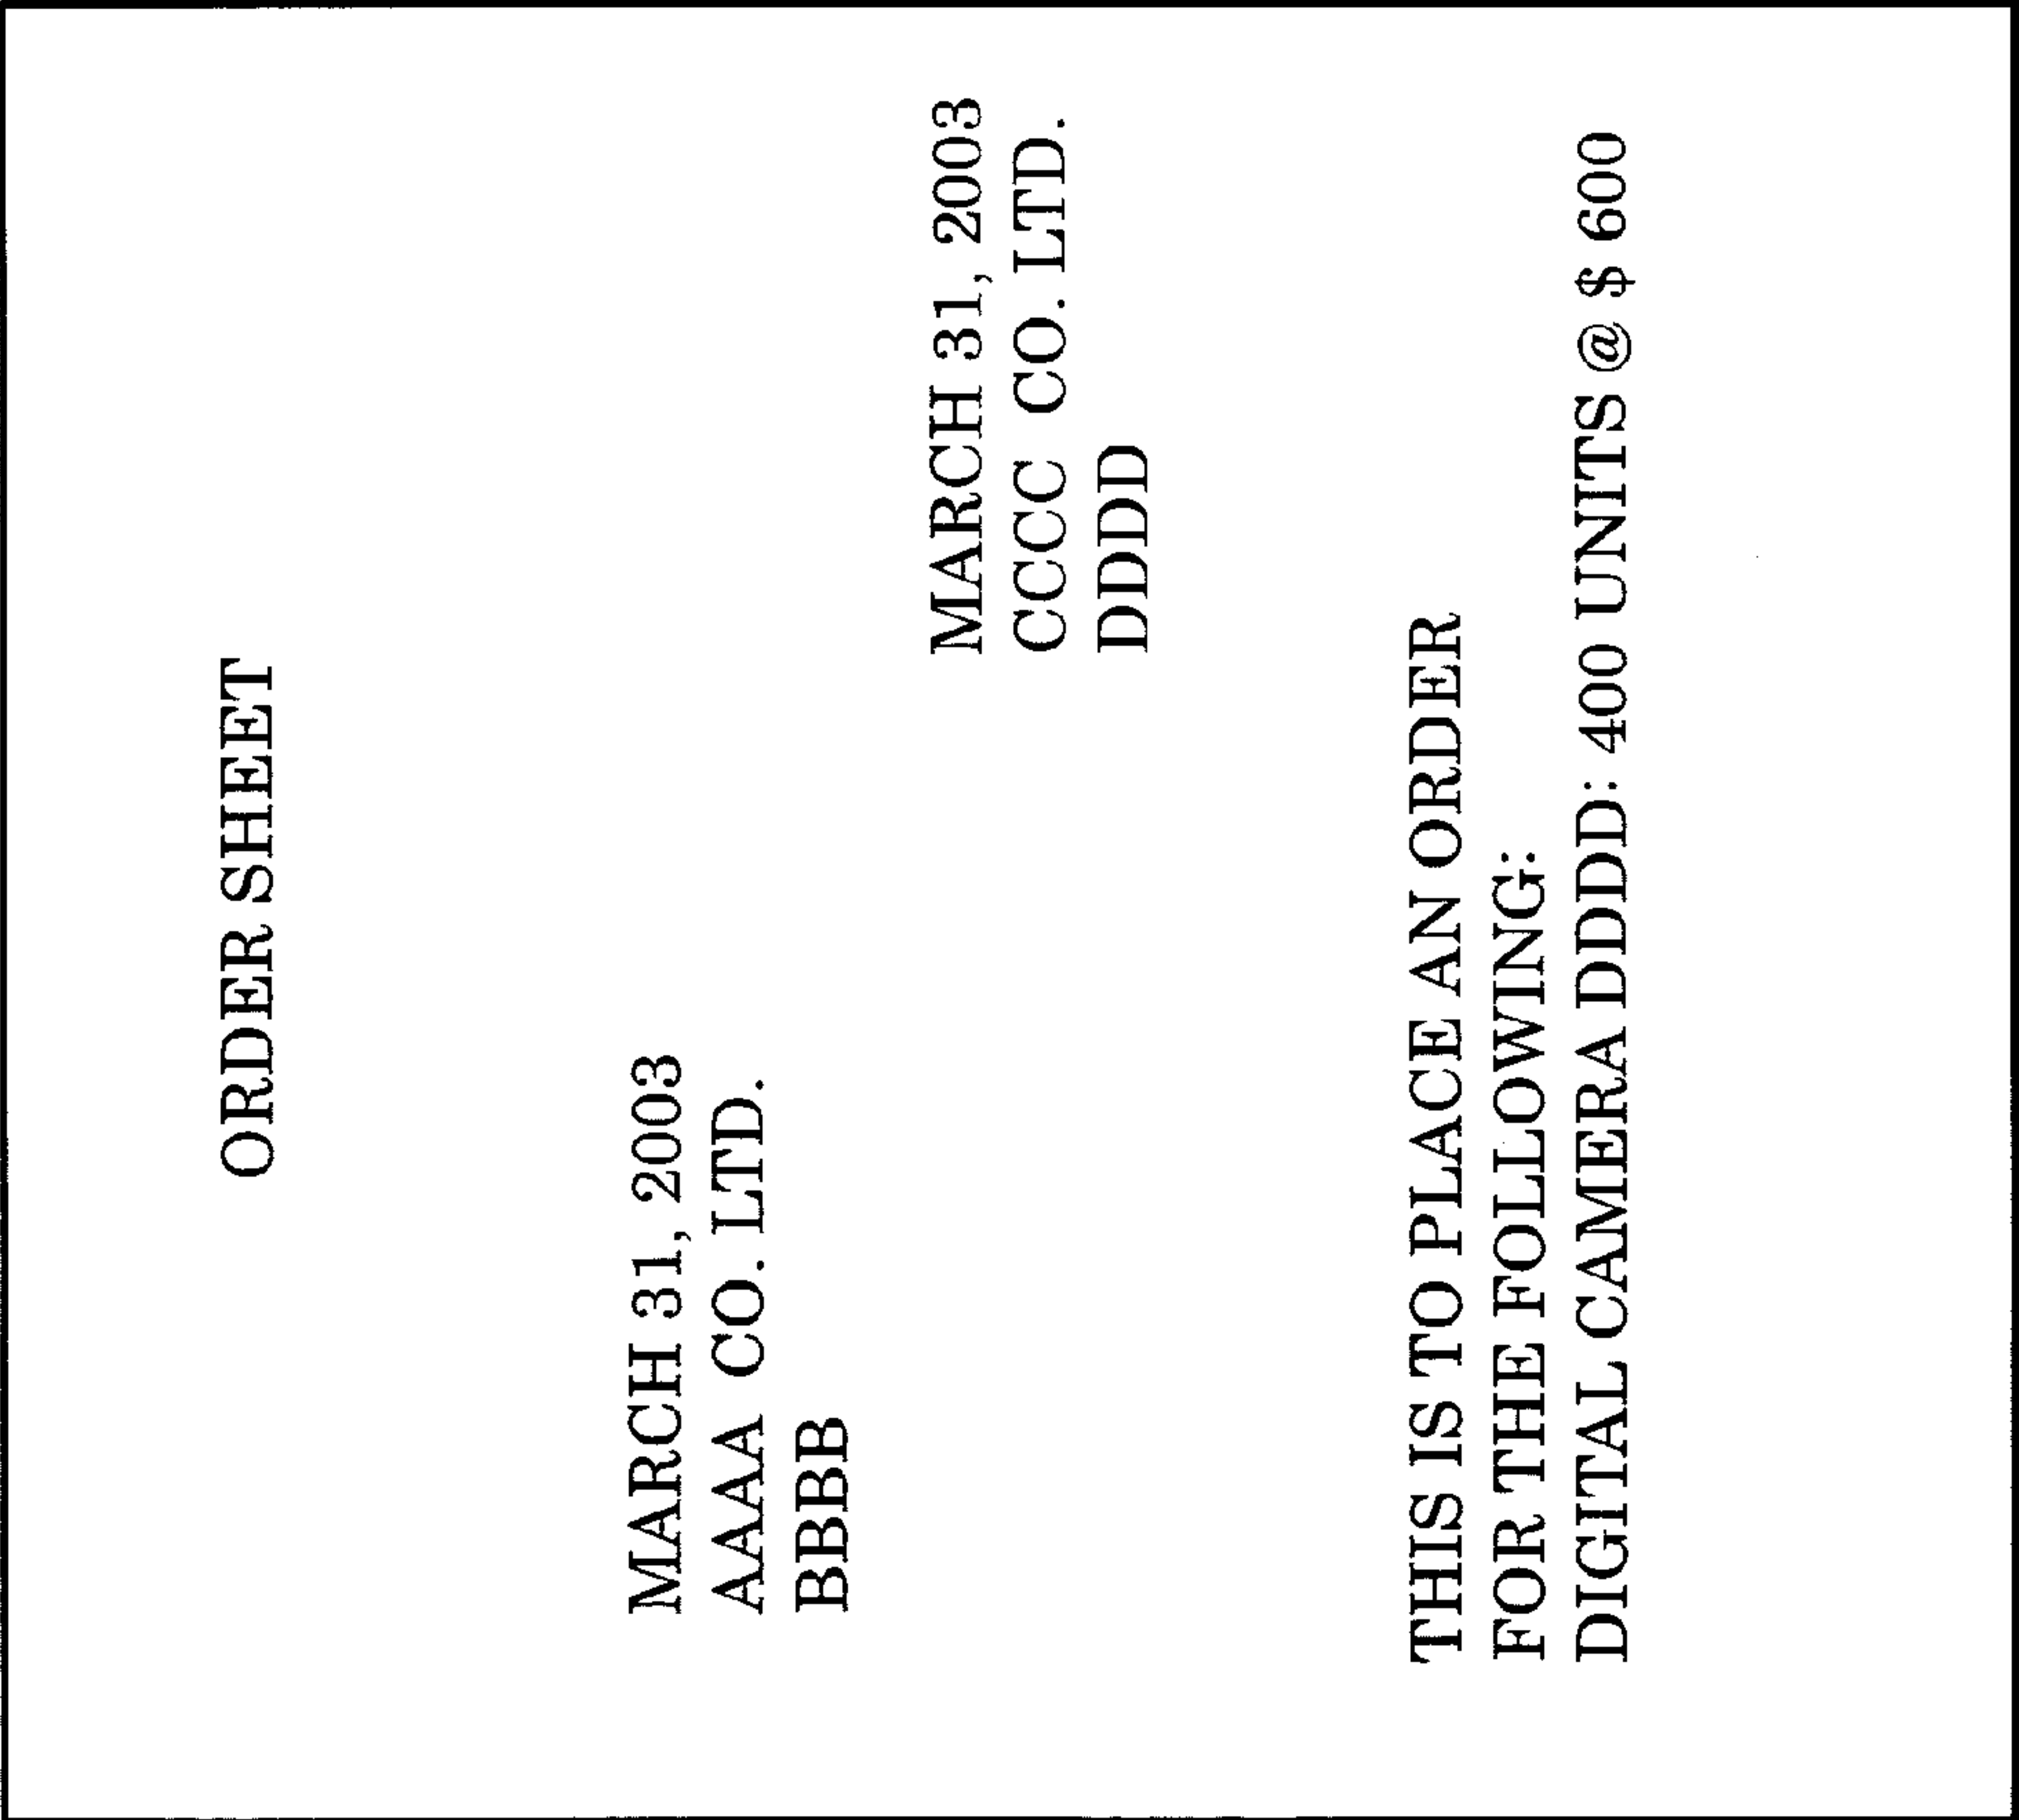 ORDER SHEET
MARCH 31, 2003
AAAA CO. LTD.
BBBB
MARCH 31, 2003
CCCC CO. LTD.
DDDD
THIS IS TO PLACE AN ORDER
FOR THE FOLLOWING:
DIGITAL CAMERA DDDD: 400 UNITS @ $ 600